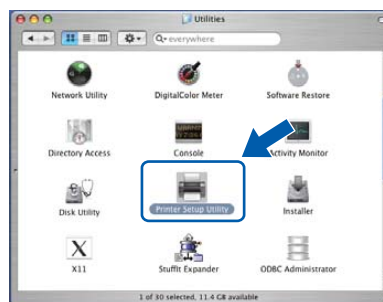 Utilities
Q- everywhere
Network Utility
DigitalColor Meter
Software Restore
Directory Access
Console
Activity Monitor
Disk Utility
Printer Setup Utility
Installer
X11
StuffIt Expander
ODBC Administrator
1 of 30 selected, 11.4 GB available